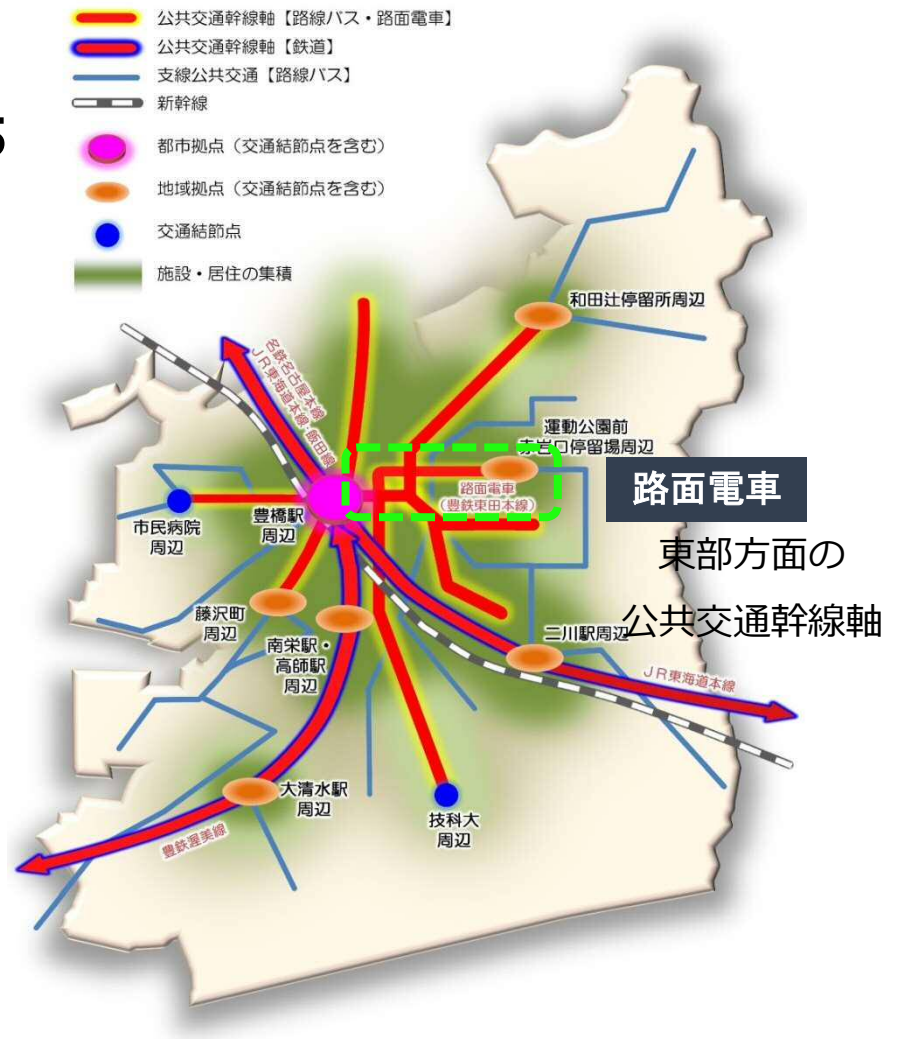 公共交通幹線軸【路線バス・路面電車】
公共交通幹線軸【鉄道】
支線公共交通【路線バス】
新幹線
都市拠点（交通結節点を含む）
地域拠点（交通結節点を含む）
交通結節点
施設・居住の集積
和田辻停留所周辺
名鉄名古屋本線
JR東海道本線・飯田線
運動公園前
赤岩口停留場周辺
路面電車
（豊鉄東田本線）
路面電車
東部方面の
公共交通幹線軸
市民病院
周辺
豊橋駅
周辺
藤沢町
周辺
南栄駅・
高師駅
周辺
二川駅周辺
JR東海道本線
大清水駅
周辺
技科大
周辺
豊鉄渥美線